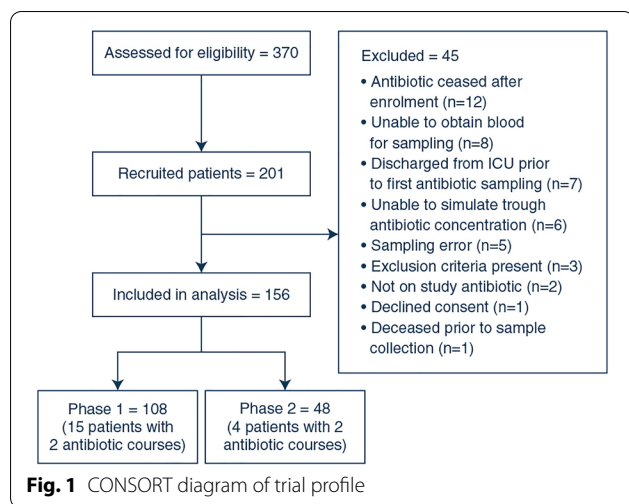 Assessed for eligibility = 370
Recruited patients = 201
Excluded = 45
• Antibiotic ceased after
enrolment (n=12)
• Unable to obtain blood
for sampling (n=8)
• Discharged from ICU prior
to first antibiotic sampling (n=7)
• Unable to simulate trough
antibiotic concentration (n=6)
• Sampling error (n=5)
• Exclusion criteria present (n=3)
• Not on study antibiotic (n=2)
• Declined consent (n=1)
• Deceased prior to sample
collection (n=1)
Included in analysis = 156
Phase 1 = 108
(15 patients with
2 antibiotic courses)
Phase 2 = 48
(4 patients with 2
antibiotic courses)
Fig. 1 CONSORT diagram of trial profile